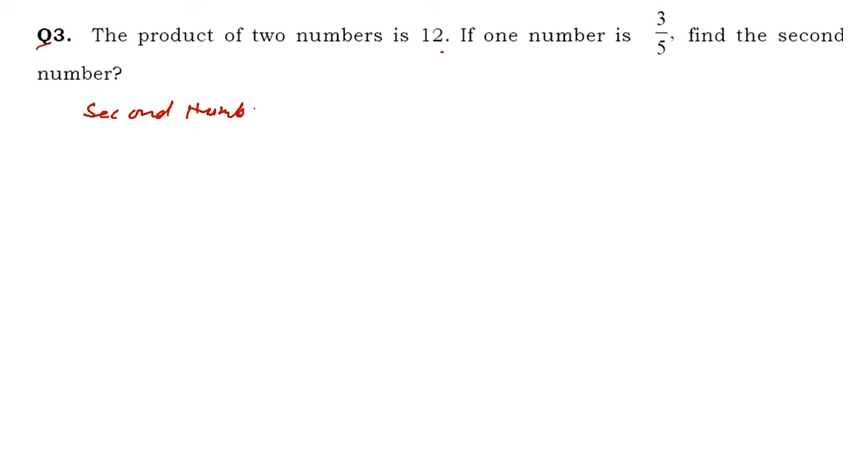 Q3. The product of two numbers is 12. If one number is 3/5, find the second
number?
Second Numb